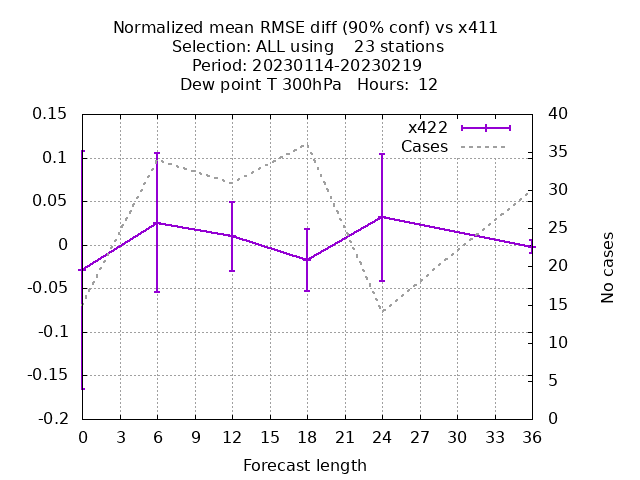 Normalized mean RMSE diff (90% conf) vs x411
Selection: ALL using    23 stations
Period: 20230114-20230219
Dew point T 300hPa   Hours:  12
x422
Cases
0.15
0.1
0.05
0
-0.05
-0.1
-0.15
-0.2
40
35
30
25
20
15
10
5
0
No cases
0 3 6 9 12 15 18 21 24 27 30 33 36
Forecast length